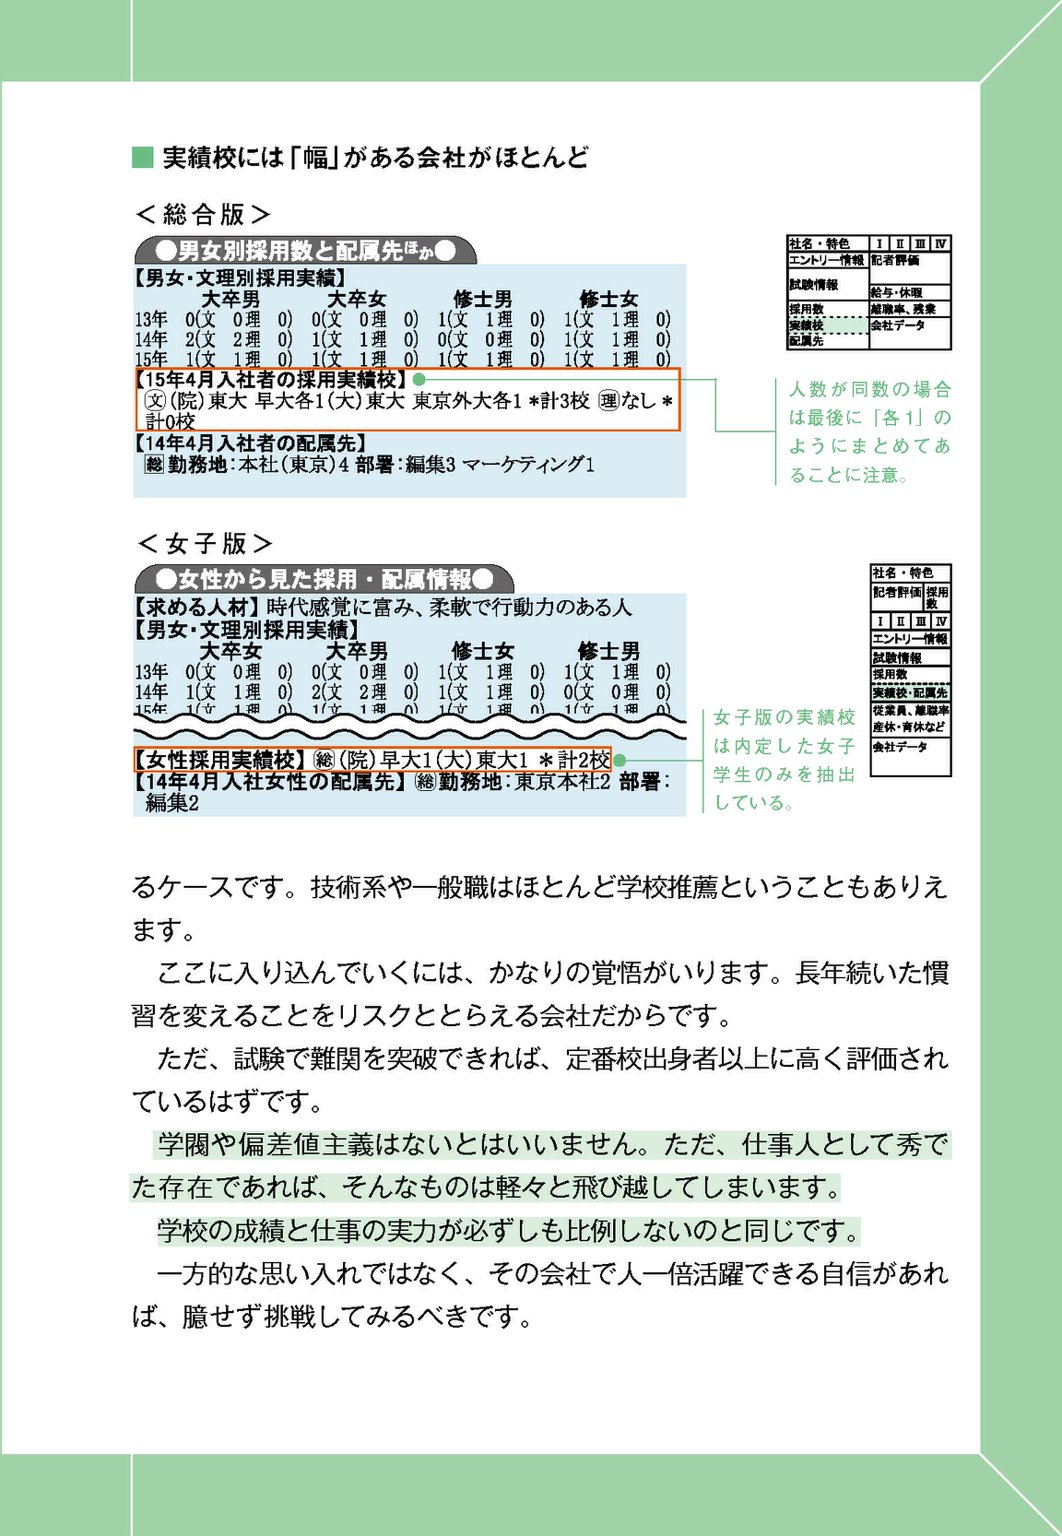 ■ 実績校には「幅」がある会社がほとんど
＜総合版＞
●男女別採用数と配属先ほか●
【男女・文理別採用実績】
大卒男 大卒女 修士男 修士女
13年 0(文 0理 0) 0(文 0理 0) 1(文 1理 0) 1(文 1理 0)
14年 2(文 2理 0) 1(文 1理 0) 0(文 0理 0) 1(文 1理 0)
15年 1(文 1理 0) 1(文 1理 0) 1(文 1理 0) 1(文 1理 0)
【15年4月入社者の採用実績校】
㊛文(院)東大 早大各1(大)東大 東京外大各1 *計3校 理なし *
計0校
【14年4月入社者の配属先】
総勤務地：本社(東京)4 部署：編集3 マーケティング1
社名・特色 Ⅰ Ⅱ Ⅲ Ⅳ
エントリー情報 記者評価
試験情報
給与・休暇
採用数 離職率、残業
実績校 会社データ
配属先
人数が同数の場合
は最後に「各1」の
ようにまとめてあ
ることに注意。
＜女子版＞
●女性から見た採用・配属情報●
【求める人材】時代感覚に富み、柔軟で行動力のある人
【男女・文理別採用実績】
大卒女 大卒男 修士女 修士男
13年 0(文 0理 0) 0(文 0理 0) 1(文 1理 0) 1(文 1理 0)
14年 1(文 1理 0) 2(文 2理 0) 1(文 1理 0) 0(文 0理 0)
15年 1(文 1理 0) 1(文 1理 0) 1(文 1理 0) 1(文 1理 0)
【女性採用実績校】総(院)早大1(大)東大1 *計2校
【14年4月入社女性の配属先】総勤務地：東京本社2 部署：
編集2
社名・特色
記者評価 採用数
Ⅰ Ⅱ Ⅲ Ⅳ
エントリー情報
試験情報
採用数
実績校・配属先
従業員、離職率
産休・育休など
会社データ
女子版の実績校
は内定した女子
学生のみを抽出
している。
るケースです。技術系や一般職はほとんど学校推薦ということもありえ
ます。
ここに入り込んでいくには、かなりの覚悟がいります。長年続いた慣
習を変えることをリスクととらえる会社だからです。
ただ、試験で難関を突破できれば、定番校出身者以上に高く評価され
ているはずです。
学閥や偏差値主義はないとはいいません。ただ、仕事人として秀で
た存在であれば、そんなものは軽々と飛び越してしまいます。
学校の成績と仕事の実力が必ずしも比例しないのと同じです。
一方的な思い入れではなく、その会社で人一倍活躍できる自信があれ
ば、臆せず挑戦してみるべきです。